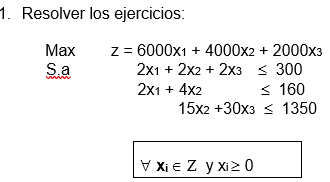 1. Resolver los ejercicios:
Max z = 6000x1 + 4000x2 + 2000x3
S.a 2x1 + 2x2 + 2x3 ≤ 300
2x1 + 4x2 ≤ 160
15x2 +30x3 ≤ 1350
∀ xi ∈ Z y xi ≥ 0